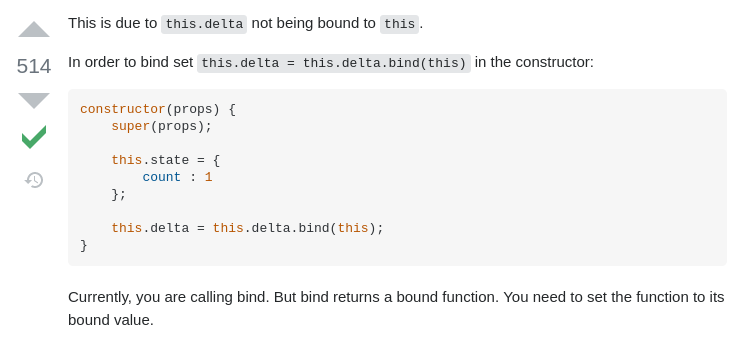 This is due to this.delta not being bound to this.
514
In order to bind set this.delta = this.delta.bind(this) in the constructor:
constructor(props) {
    super(props);

    this.state = {
        count : 1
    };

    this.delta = this.delta.bind(this);
}
Currently, you are calling bind. But bind returns a bound function. You need to set the function to its
bound value.